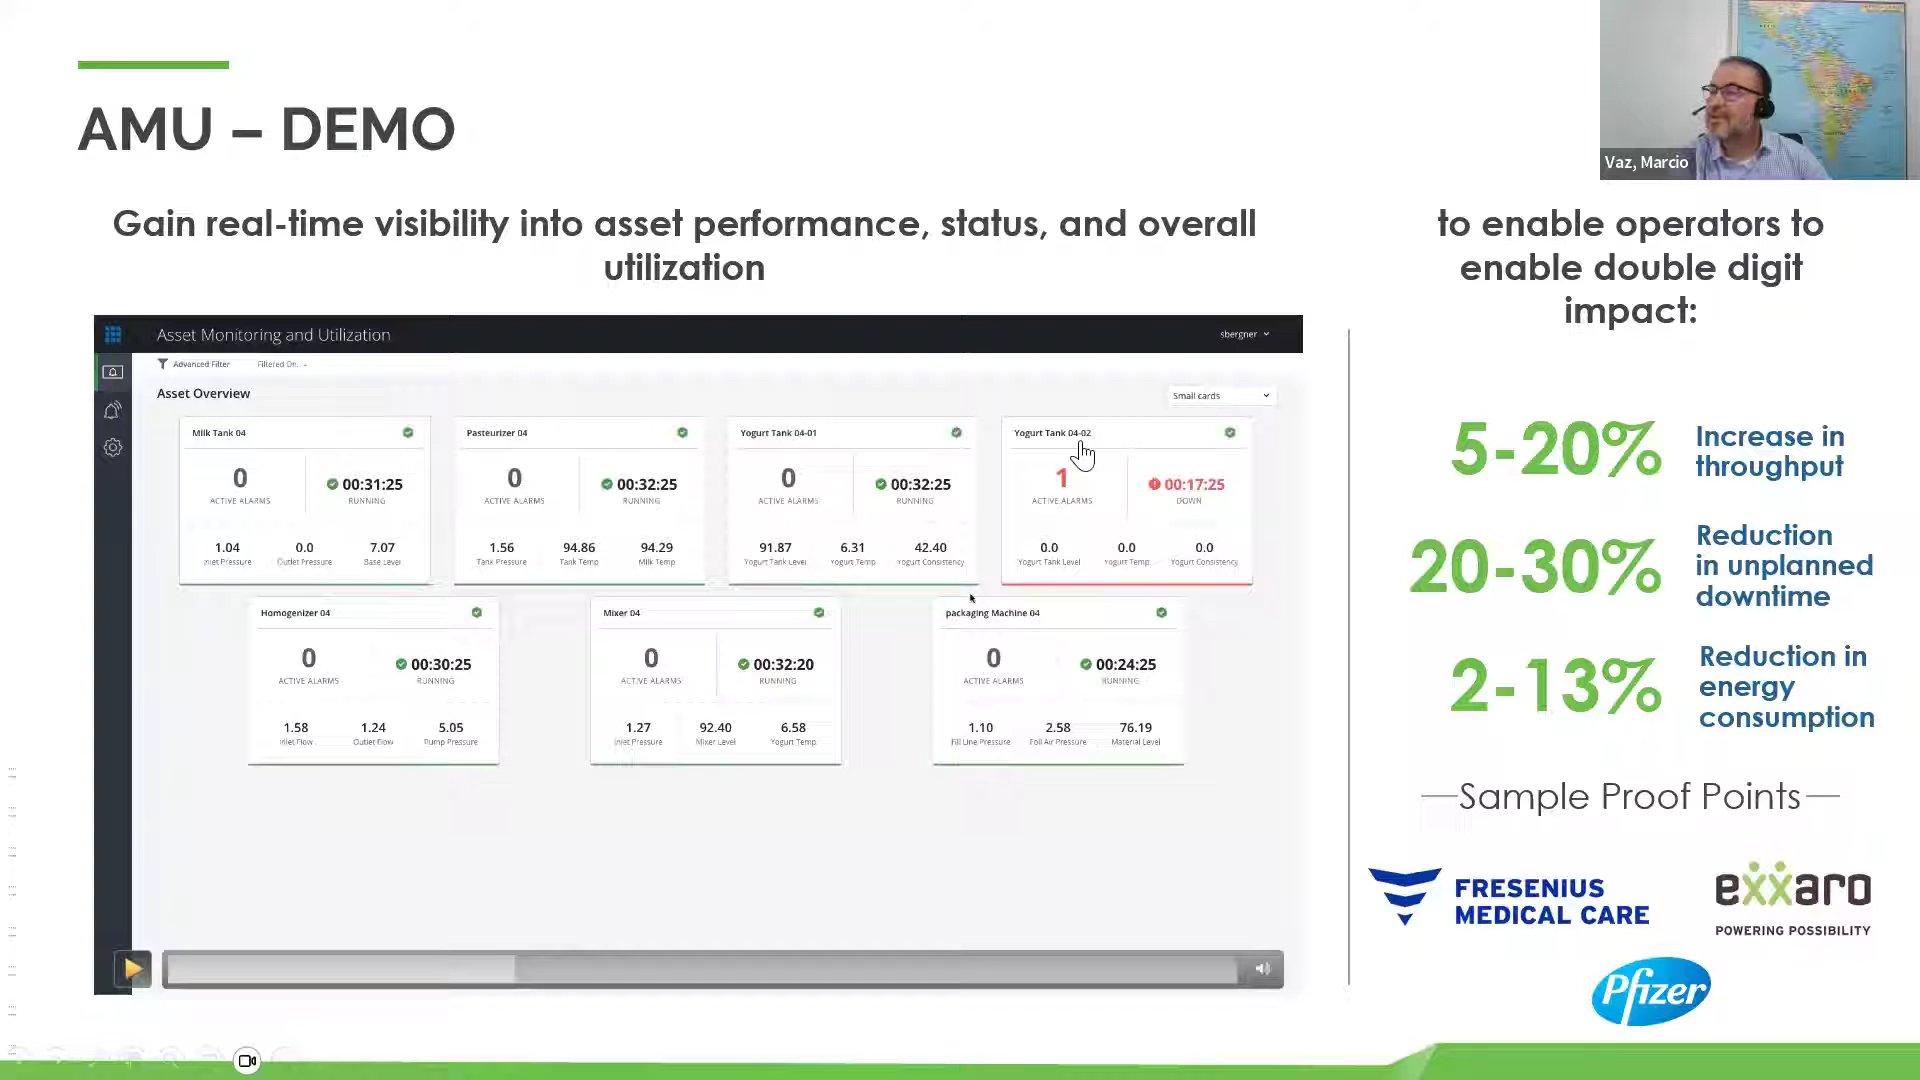 AMU – DEMO
Vaz, Marcio
Gain real-time visibility into asset performance, status, and overall
utilization
to enable operators to
enable double digit
impact:
Asset Monitoring and Utilization
sbergner
Advanced Filter
Filtered On:
Asset Overview
Small cards
Milk Tank 04
0
ACTIVE ALARMS
00:31:25
RUNNING
1.04
Inlet Pressure
0.0
Outlet Pressure
7.07
Base Level
Pasteurizer 04
0
ACTIVE ALARMS
00:32:25
RUNNING
1.56
Tank Pressure
94.86
Tank Temp
94.29
Milk Temp
Yogurt Tank 04-01
0
ACTIVE ALARMS
00:32:25
RUNNING
91.87
Yogurt Tank Level
6.31
Yogurt Temp
42.40
Yogurt Consistency
Yogurt Tank 04-02
1
ACTIVE ALARMS
00:17:25
DOWN
0.0
Yogurt Tank Level
0.0
Yogurt Temp
0.0
Yogurt Consistency
Homogenizer 04
0
ACTIVE ALARMS
00:30:25
RUNNING
1.58
Inlet Flow
1.24
Outlet Flow
5.05
Pump Pressure
Mixer 04
0
ACTIVE ALARMS
00:32:20
RUNNING
1.27
Inlet Pressure
92.40
Mixer Level
6.58
Yogurt Temp
packaging Machine 04
0
ACTIVE ALARMS
00:24:25
RUNNING
1.10
Fill Line Pressure
2.58
Foil Air Pressure
76.19
Material Level
5-20%
Increase in
throughput
20-30%
Reduction
in unplanned
downtime
2-13%
Reduction in
energy
consumption
Sample Proof Points
FRESENIUS
MEDICAL CARE
exxaro
POWERING POSSIBILITY
Pfizer